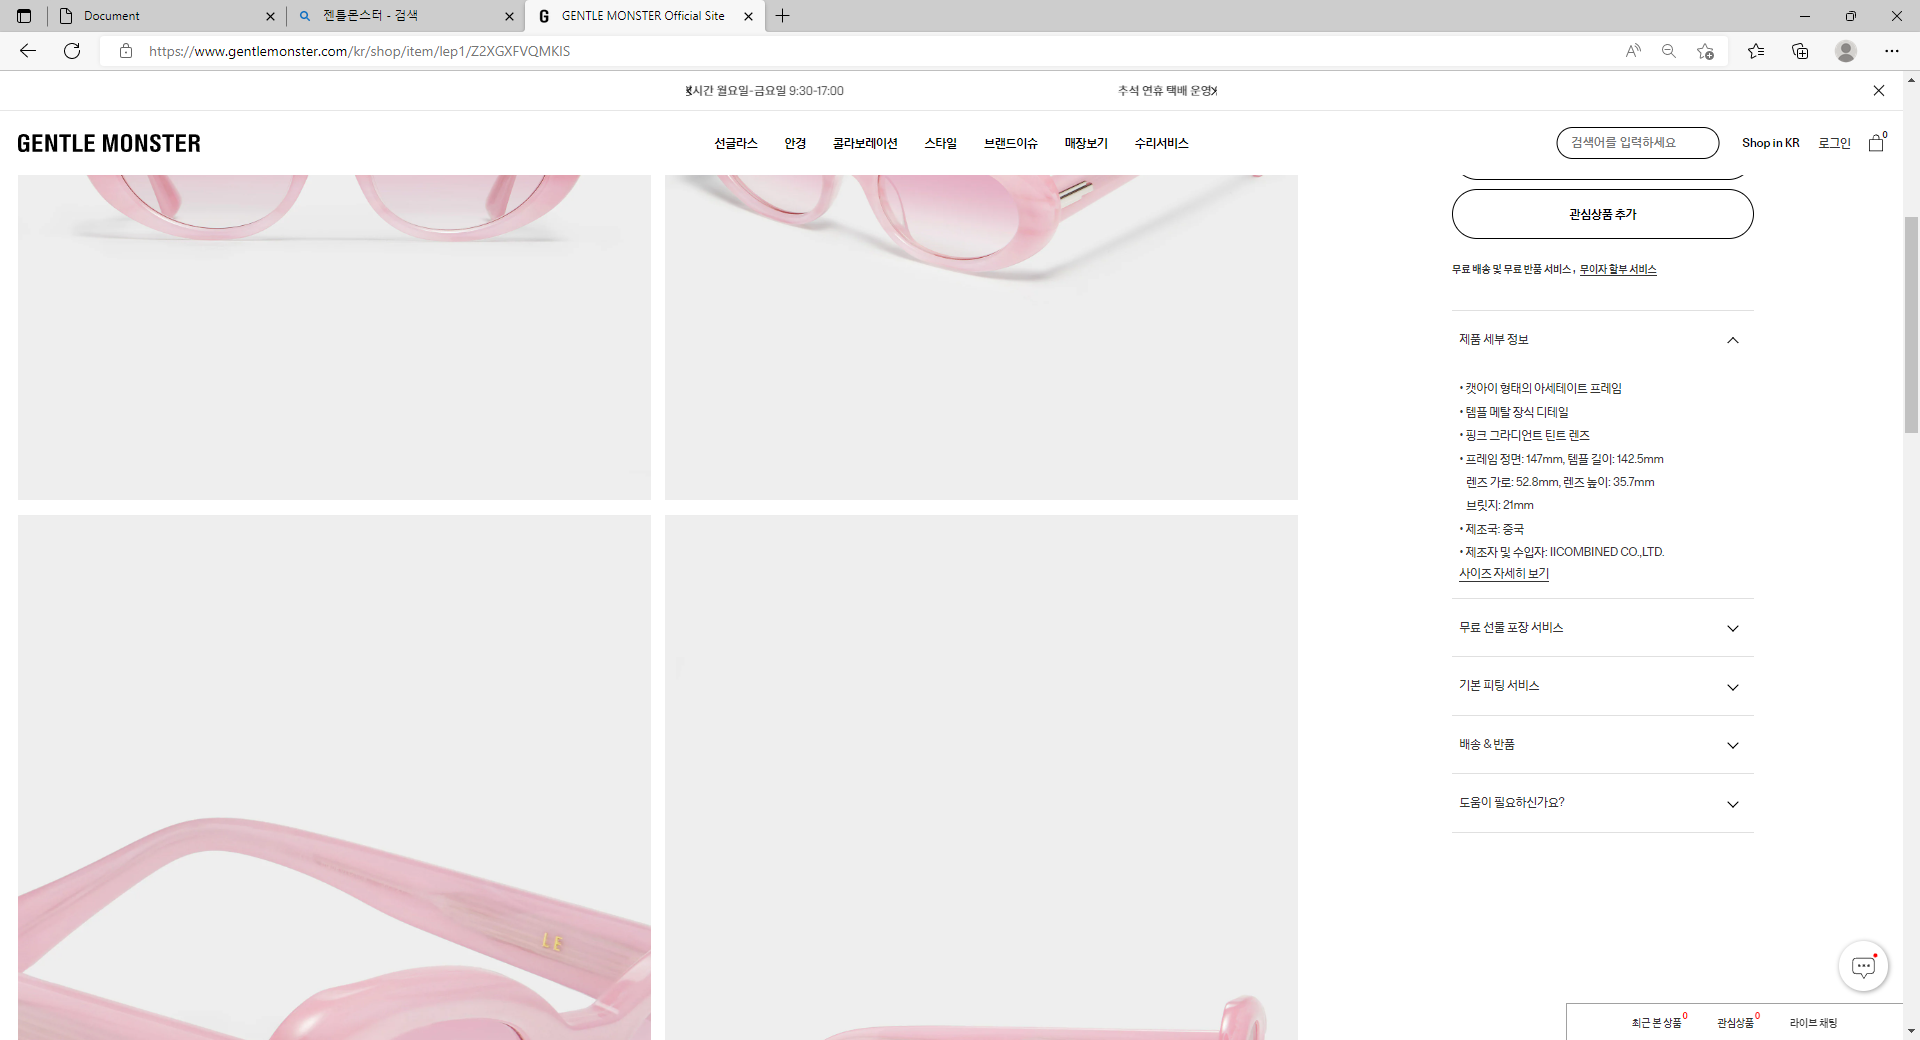 Document
젠틀몬스터 - 검색
GENTLE MONSTER Official Site
https://www.gentlemonster.com/kr/shop/item/lep1/Z2XGXFVQMKIS
시간 월요일-금요일 9:30-17:00
추석 연휴 택배 운영
GENTLE MONSTER
선글라스 안경 콜라보레이션 스타일 브랜드이슈 매장보기 수리서비스
검색어를 입력하세요
Shop in KR
로그인
0
관심상품 추가
무료 배송 및 무료 반품 서비스 , 무이자 할부 서비스
제품 세부 정보
• 캣아이 형태의 아세테이트 프레임
• 템플 메탈 장식 디테일
• 핑크 그라디언트 틴트 렌즈
• 프레임 정면: 147mm, 템플 길이: 142.5mm
렌즈 가로: 52.8mm, 렌즈 높이: 35.7mm
브릿지: 21mm
• 제조국: 중국
• 제조자 및 수입자: IICOMBINED CO.,LTD.
사이즈 자세히 보기
무료 선물 포장 서비스
기본 피팅 서비스
배송 & 반품
도움이 필요하신가요?
LE
최근 본 상품 0 관심상품 0 라이브 채팅